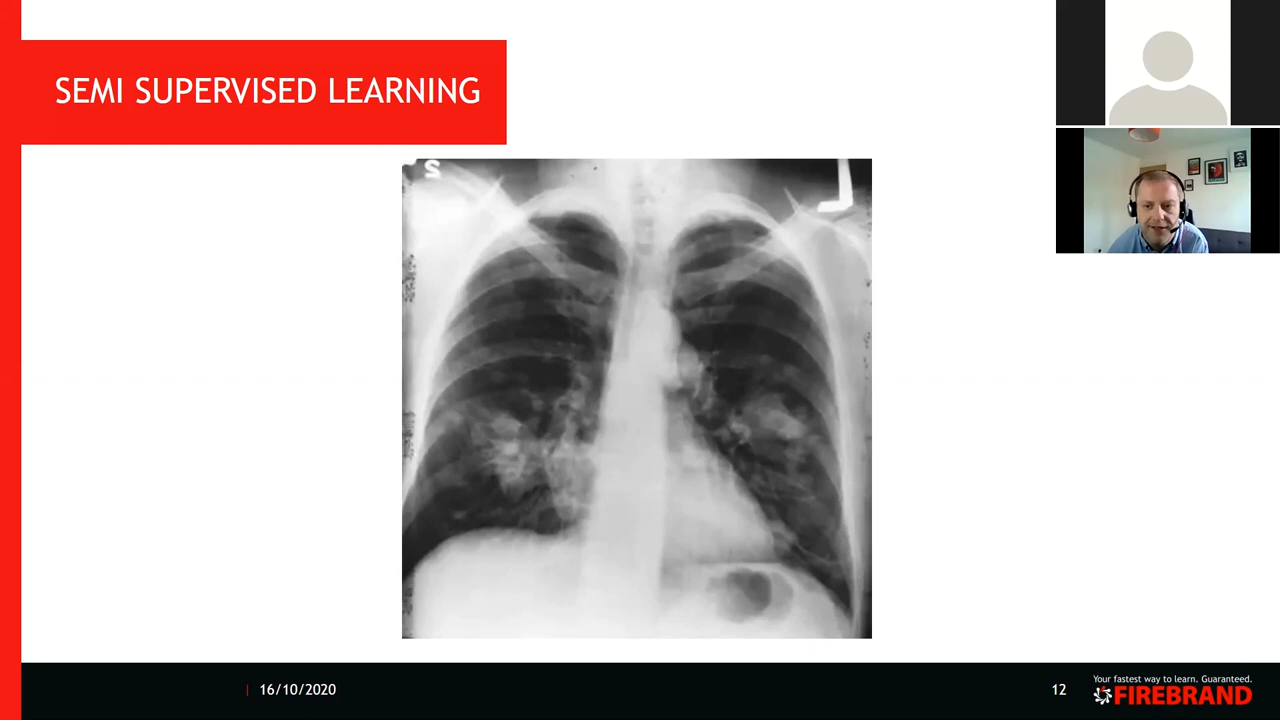 SEMI SUPERVISED LEARNING
S
16/10/2020
12
Your fastest way to learn. Guaranteed.
FIREBRAND